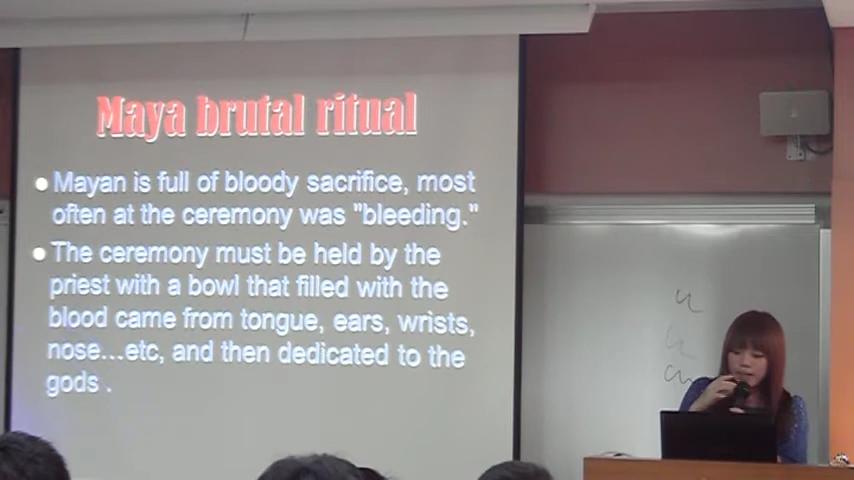 Maya brutal ritual
Mayan is full of bloody sacrifice, most
often at the ceremony was "bleeding."
The ceremony must be held by the
priest with a bowl that filled with the
blood came from tongue, ears, wrists,
nose...etc, and then dedicated to the
gods .